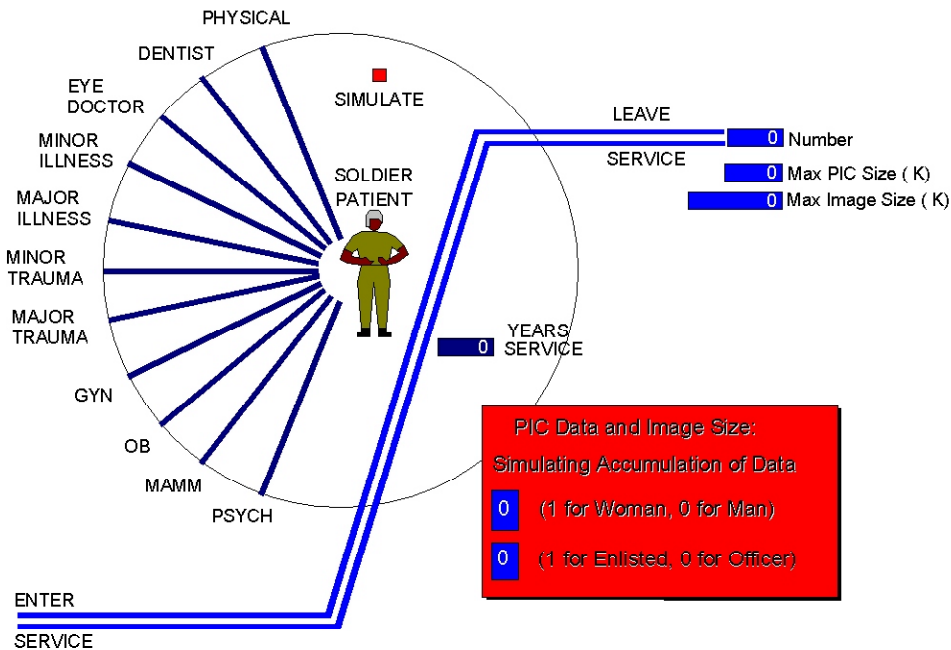 PHYSICAL
DENTIST
EYE
DOCTOR
MINOR
ILLNESS
MAJOR
ILLNESS
MINOR
TRAUMA
MAJOR
TRAUMA
GYN
OB
MAMM
PSYCH
SIMULATE
SOLDIER
PATIENT
LEAVE
SERVICE
0 Number
0 Max PIC Size ( K)
0 Max Image Size ( K)
YEARS
0 SERVICE
PIC Data and Image Size:
Simulating Accumulation of Data
0 (1 for Woman, 0 for Man)
0 (1 for Enlisted, 0 for Officer)
ENTER
SERVICE